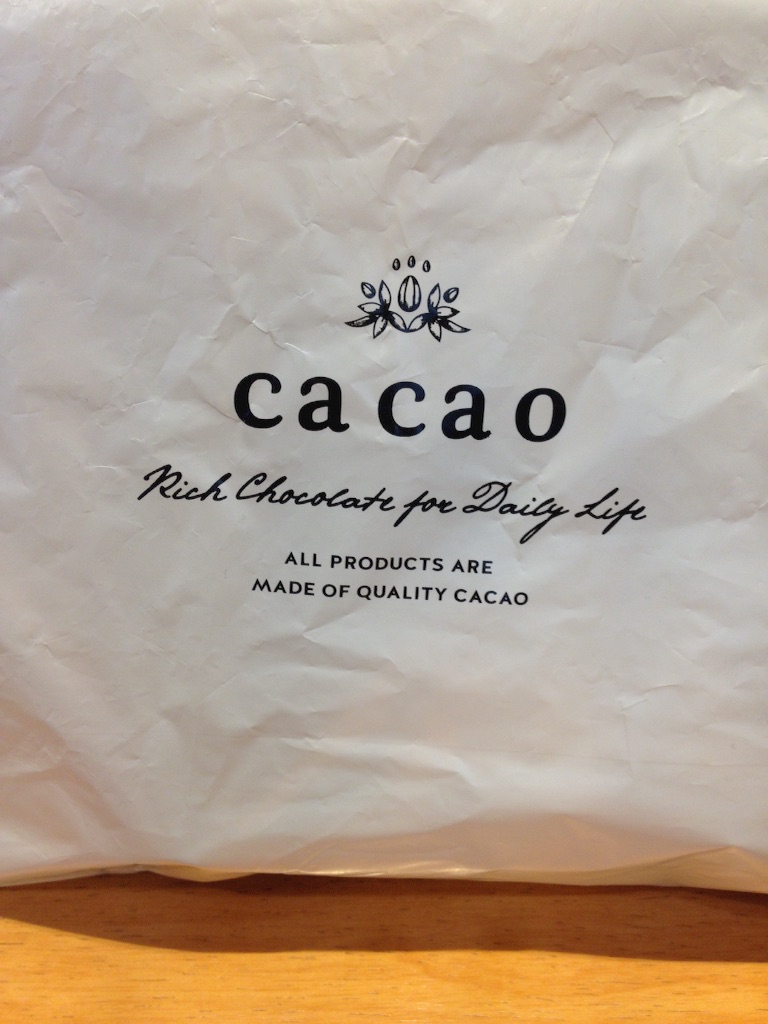 cacao
Rich Chocolate for Daily Life
ALL PRODUCTS ARE
MADE OF QUALITY CACAO